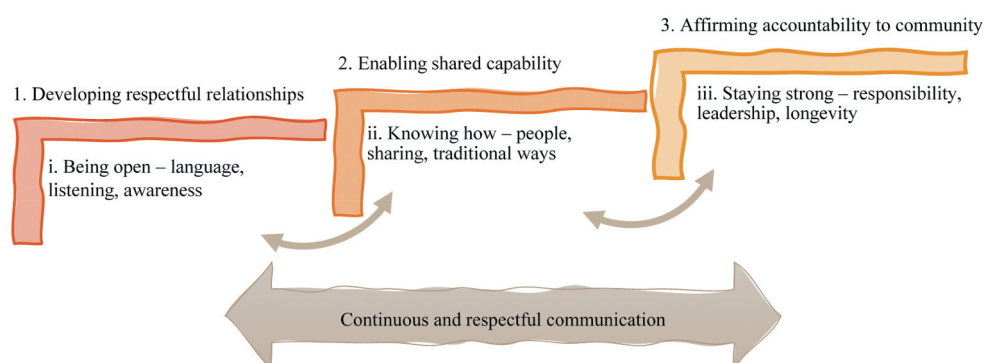 1. Developing respectful relationships
i. Being open – language,
listening, awareness
2. Enabling shared capability
ii. Knowing how – people,
sharing, traditional ways
3. Affirming accountability to community
iii. Staying strong – responsibility,
leadership, longevity
Continuous and respectful communication